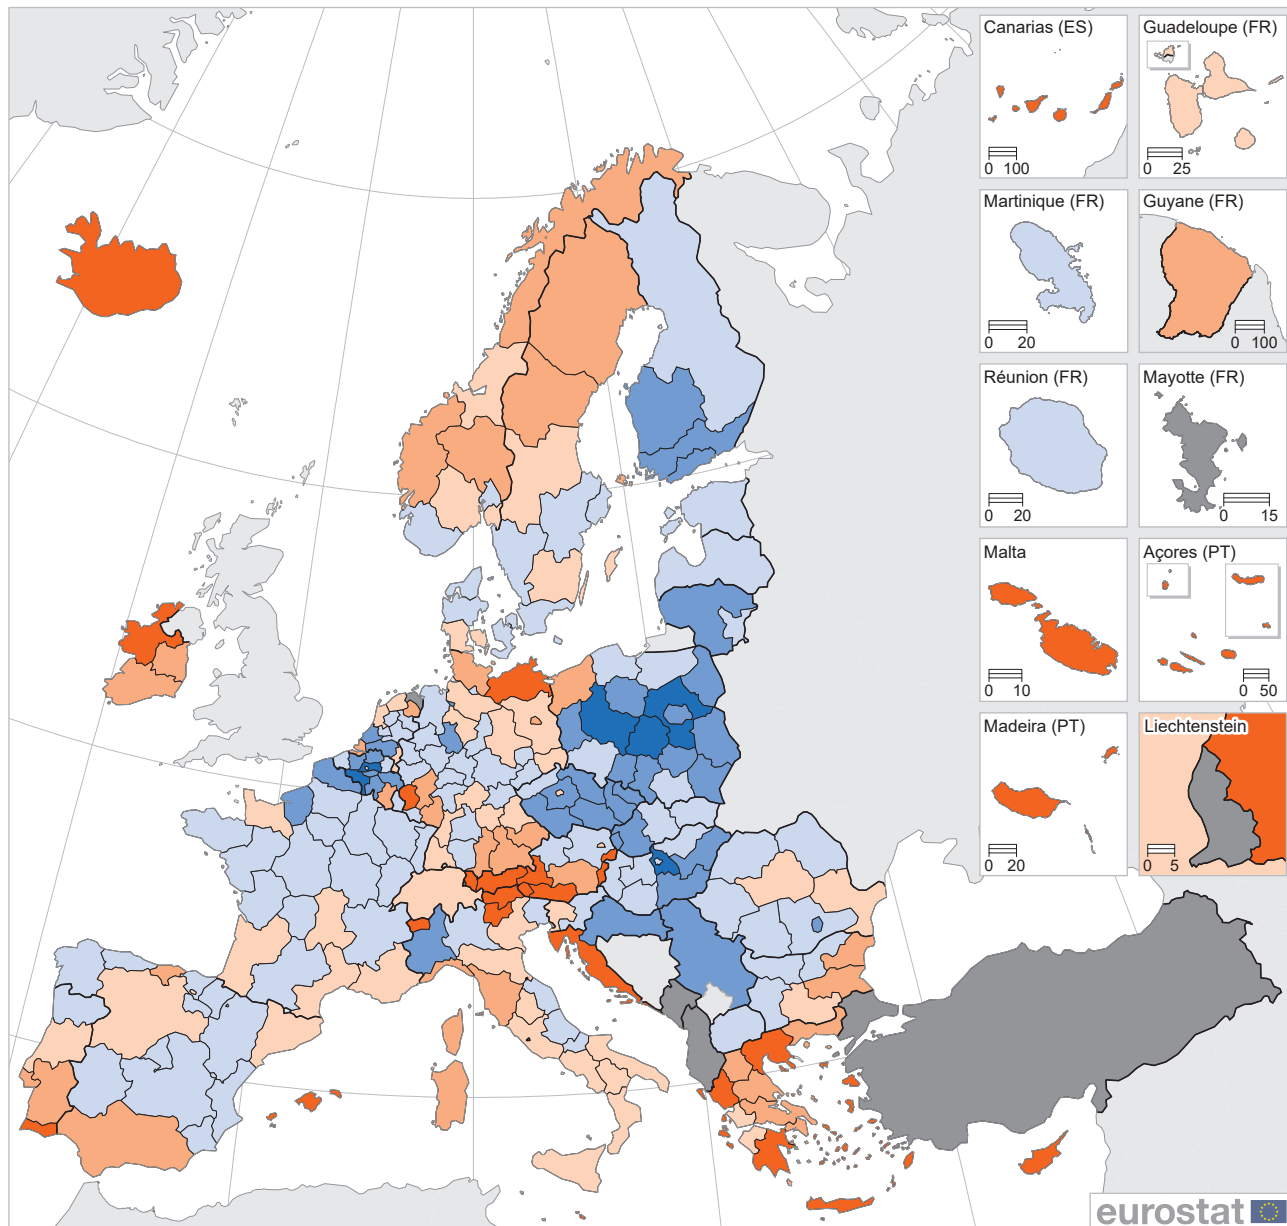 Canarias (ES)
0 100
Guadeloupe (FR)
0 25
Martinique (FR)
0 20
Guyane (FR)
0 100
Réunion (FR)
0 20
Mayotte (FR)
0 15
Malta
0 10
Açores (PT)
0 50
Madeira (PT)
0 20
Liechtenstein
0 5
eurostat